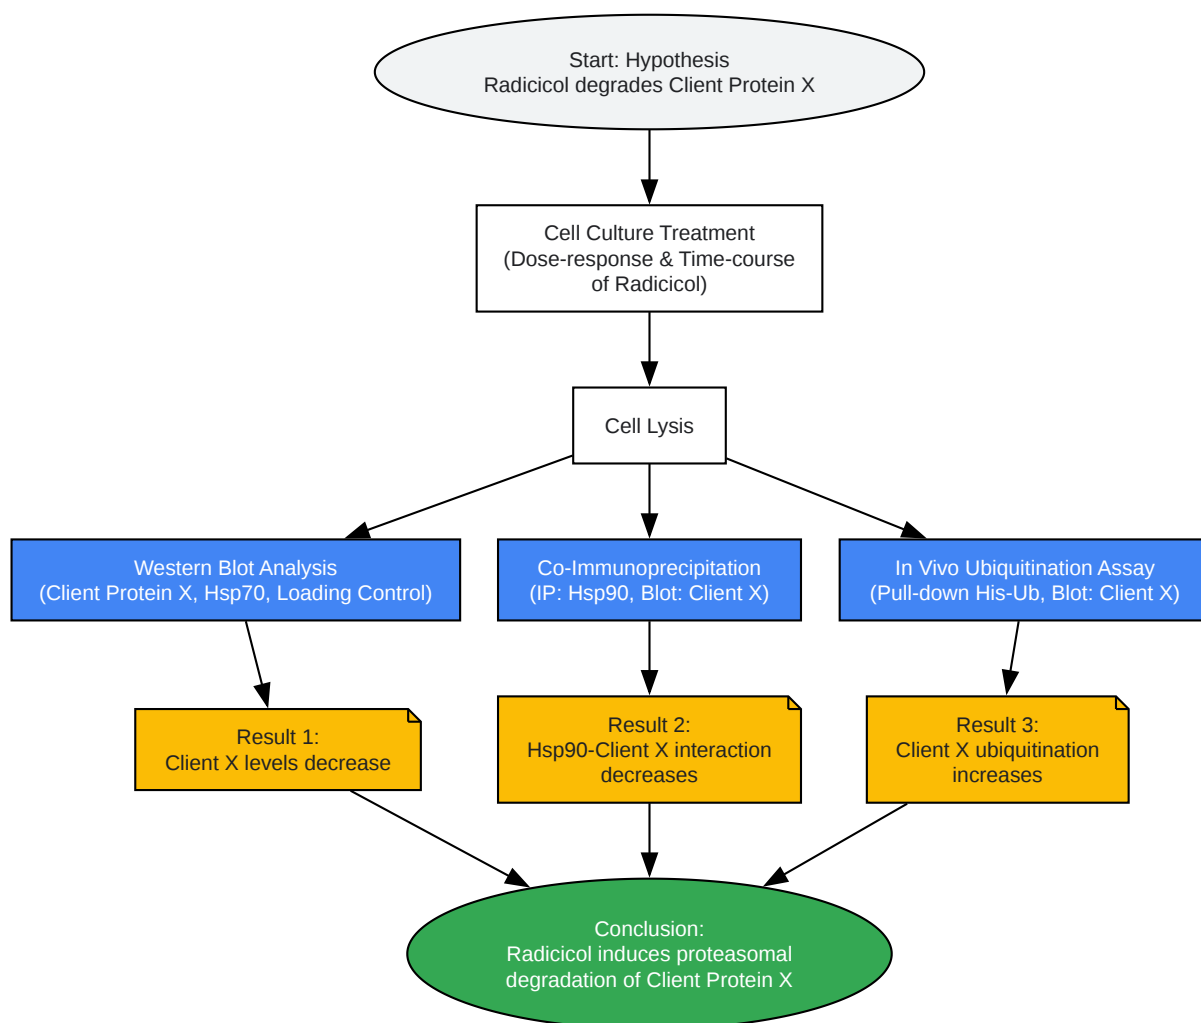 Start: Hypothesis
Radicicol degrades Client Protein X
Cell Culture Treatment
(Dose-response & Time-course
of Radicicol)
Cell Lysis
Western Blot Analysis
(Client Protein X, Hsp70, Loading Control)
Co-Immunoprecipitation
(IP: Hsp90, Blot: Client X)
In Vivo Ubiquitination Assay
(Pull-down His-Ub, Blot: Client X)
Result 1:
Client X levels decrease
Result 2:
Hsp90-Client X interaction
decreases
Result 3:
Client X ubiquitination
increases
Conclusion:
Radicicol induces proteasomal
degradation of Client Protein X